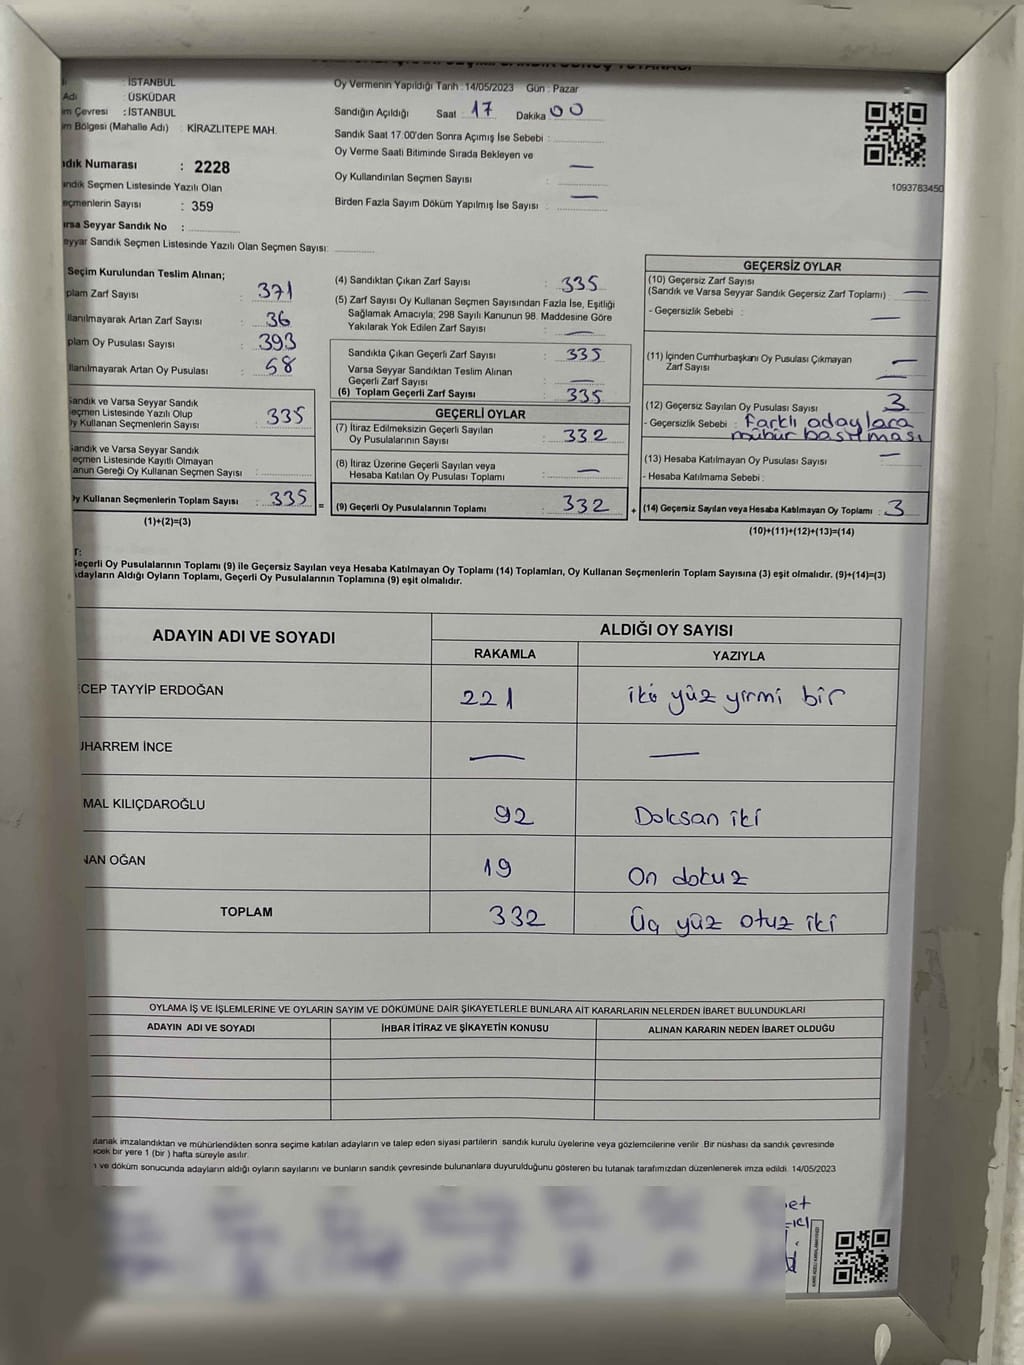 : İSTANBUL
Adı : ÜSKÜDAR
im Çevresi : İSTANBUL
im Bölgesi (Mahalle Adı) : KİRAZLITEPE MAH.
Oy Vermenin Yapıldığı Tarih : 14/05/2023 Gün : Pazar
Sandığın Açıldığı Saat : 17 Dakika : 00
Sandık Saat 17:00'den Sonra Açımış İse Sebebi :
Oy Verme Saati Bitiminde Sırada Bekleyen ve
Oy Kullandırılan Seçmen Sayısı : —
Birden Fazla Sayım Döküm Yapılmış İse Sayısı : —
1093763450
ndık Numarası : 2228
andık Seçmen Listesinde Yazılı Olan
eçmenlerin Sayısı : 359
arsa Seyyar Sandık No :
eyyar Sandık Seçmen Listesinde Yazılı Olan Seçmen Sayısı:
Seçim Kurulundan Teslim Alınan;
plam Zarf Sayısı : 371
llanılmayarak Artan Zarf Sayısı : 36
plam Oy Pusulası Sayısı : 393
llanılmayarak Artan Oy Pusulası : 58
Sandık ve Varsa Seyyar Sandık
eçmen Listesinde Yazılı Olup
Oy Kullanan Seçmenlerin Sayısı : 335
Sandık ve Varsa Seyyar Sandık
eçmen Listesinde Kayıtlı Olmayan
anun Gereği Oy Kullanan Seçmen Sayısı :
Oy Kullanan Seçmenlerin Toplam Sayısı : 335
(1)+(2)=(3)
(4) Sandıktan Çıkan Zarf Sayısı : 335
(5) Zarf Sayısı Oy Kullanan Seçmen Sayısından Fazla İse, Eşitliği
Sağlamak Amacıyla; 298 Sayılı Kanunun 98. Maddesine Göre
Yakılarak Yok Edilen Zarf Sayısı : —
Sandıkta Çıkan Geçerli Zarf Sayısı : 335
Varsa Seyyar Sandıktan Teslim Alınan
Geçerli Zarf Sayısı : —
(6) Toplam Geçerli Zarf Sayısı : 335
GEÇERLİ OYLAR
(7) İtiraz Edilmeksizin Geçerli Sayılan
Oy Pusulalarının Sayısı : 332
(8) İtiraz Üzerine Geçerli Sayılan veya
Hesaba Katılan Oy Pusulası Toplamı : —
= (9) Geçerli Oy Pusulalarının Toplamı : 332
GEÇERSİZ OYLAR
(10) Geçersiz Zarf Sayısı
(Sandık ve Varsa Seyyar Sandık Geçersiz Zarf Toplamı) : —
- Geçersizlik Sebebi : —
(11) İçinden Cumhurbaşkanı Oy Pusulası Çıkmayan
Zarf Sayısı : —
(12) Geçersiz Sayılan Oy Pusulası Sayısı : 3
- Geçersizlik Sebebi : farklı adaylara
mühür basılması
(13) Hesaba Katılmayan Oy Pusulası Sayısı : —
- Hesaba Katılmama Sebebi :
+ (14) Geçersiz Sayılan veya Hesaba Katılmayan Oy Toplamı : 3
(10)+(11)+(12)+(13)=(14)
T:
Geçerli Oy Pusulalarının Toplamı (9) ile Geçersiz Sayılan veya Hesaba Katılmayan Oy Toplamı (14) Toplamları, Oy Kullanan Seçmenlerin Toplam Sayısına (3) eşit olmalıdır. (9)+(14)=(3)
Adayların Aldığı Oyların Toplamı, Geçerli Oy Pusulalarının Toplamına (9) eşit olmalıdır.
ADAYIN ADI VE SOYADI ALDIĞI OY SAYISI
RAKAMLA YAZIYLA
CEP TAYYİP ERDOĞAN 221 iki yüz yirmi bir
UHARREM İNCE — —
MAL KILIÇDAROĞLU 92 Doksan iki
NAN OĞAN 19 On dokuz
TOPLAM 332 Üç yüz otuz iki
OYLAMA İŞ VE İŞLEMLERİNE VE OYLARIN SAYIM VE DÖKÜMÜNE DAİR ŞİKAYETLERLE BUNLARA AİT KARARLARIN NELERDEN İBARET BULUNDUKLARI
ADAYIN ADI VE SOYADI İHBAR İTİRAZ VE ŞİKAYETİN KONUSU ALINAN KARARIN NEDEN İBARET OLDUĞU
utanak imzalandıktan ve mühürlendikten sonra seçime katılan adayların ve talep eden siyasi partilerin sandık kurulu üyelerine veya gözlemcilerine verilir. Bir nüshası da sandık çevresinde
ecek bir yere 1 (bir) hafta süreyle asılır.
ve döküm sonucunda adayların aldığı oyların sayılarını ve bunların sandık çevresinde bulunanlara duyurulduğunu gösteren bu tutanak tarafımızdan düzenlenerek imza edildi. 14/05/2023